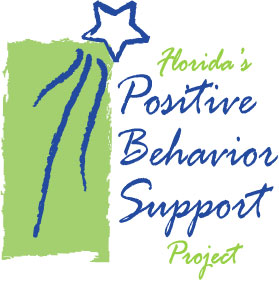 Florida's
Positive
Behavior
Support
Project